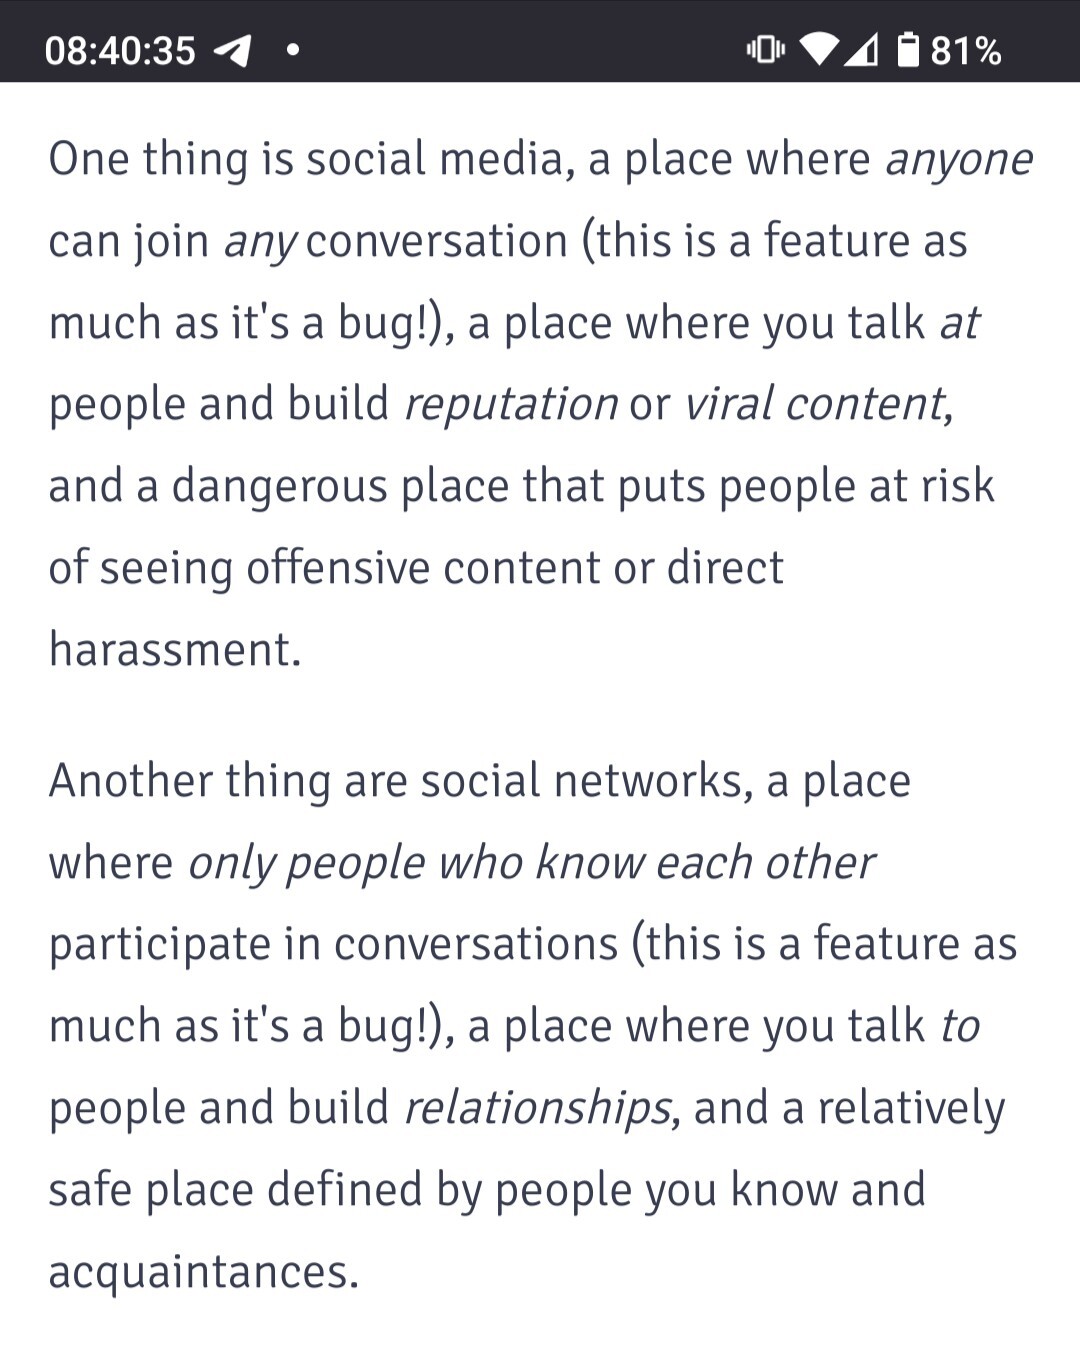 08:40:35
81%
One thing is social media, a place where anyone
can join any conversation (this is a feature as
much as it's a bug!), a place where you talk at
people and build reputation or viral content,
and a dangerous place that puts people at risk
of seeing offensive content or direct
harassment.
Another thing are social networks, a place
where only people who know each other
participate in conversations (this is a feature as
much as it's a bug!), a place where you talk to
people and build relationships, and a relatively
safe place defined by people you know and
acquaintances.